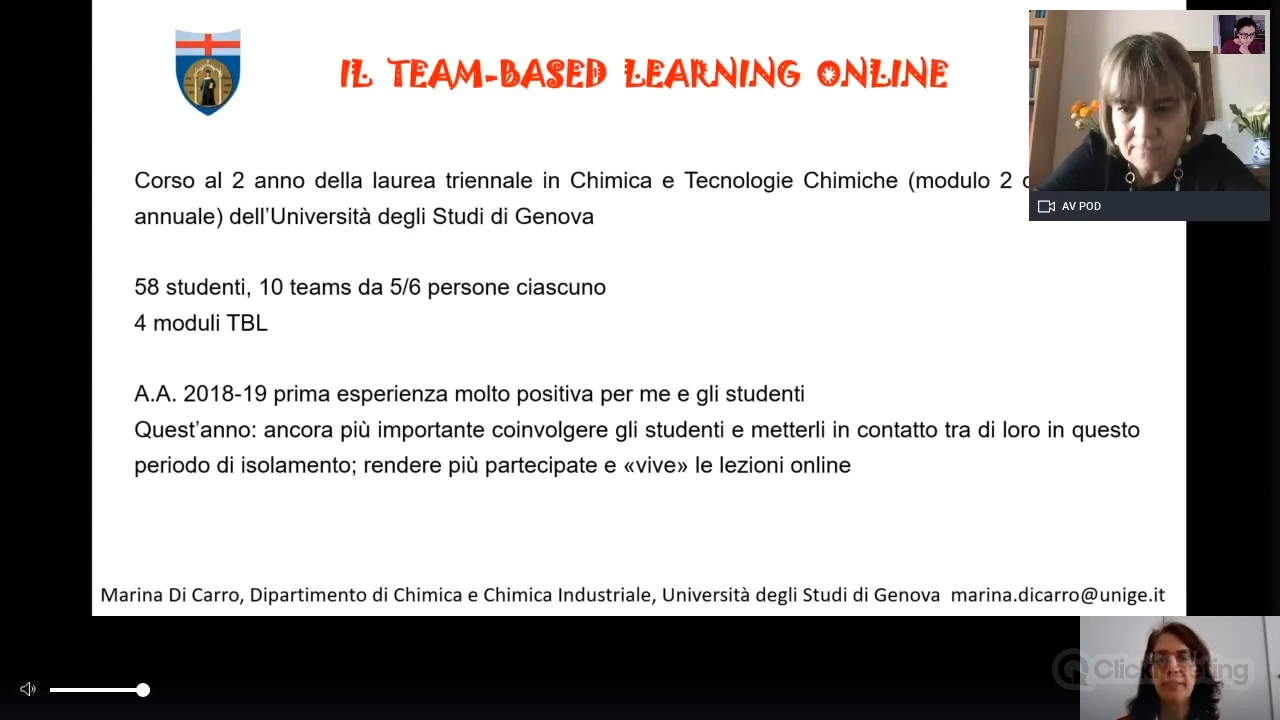 IL TEAM-BASED LEARNING ONLINE
Corso al 2 anno della laurea triennale in Chimica e Tecnologie Chimiche (modulo 2
annuale) dell'Università degli Studi di Genova
58 studenti, 10 teams da 5/6 persone ciascuno
4 moduli TBL
A.A. 2018-19 prima esperienza molto positiva per me e gli studenti
Quest'anno: ancora più importante coinvolgere gli studenti e metterli in contatto tra di loro in questo
periodo di isolamento; rendere più partecipate e «vive» le lezioni online
Marina Di Carro, Dipartimento di Chimica e Chimica Industriale, Università degli Studi di Genova marina.dicarro@unige.it
AV POD
ClickMeeting